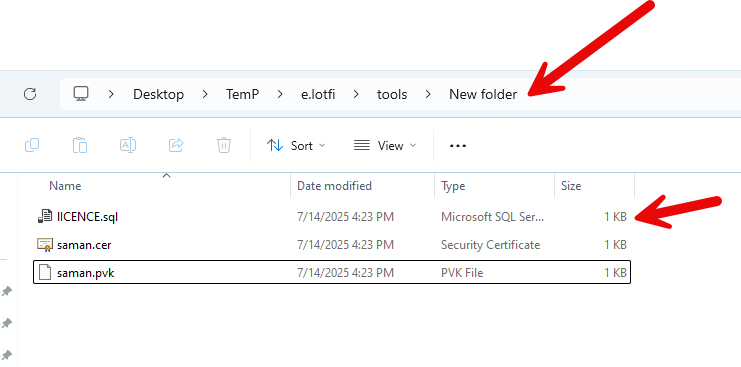 Desktop > TemP > e.lotfi > tools > New folder
Sort View ...
Name Date modified Type Size
lICENCE.sql 7/14/2025 4:23 PM Microsoft SQL Ser... 1 KB
saman.cer 7/14/2025 4:23 PM Security Certificate 1 KB
saman.pvk 7/14/2025 4:23 PM PVK File 1 KB